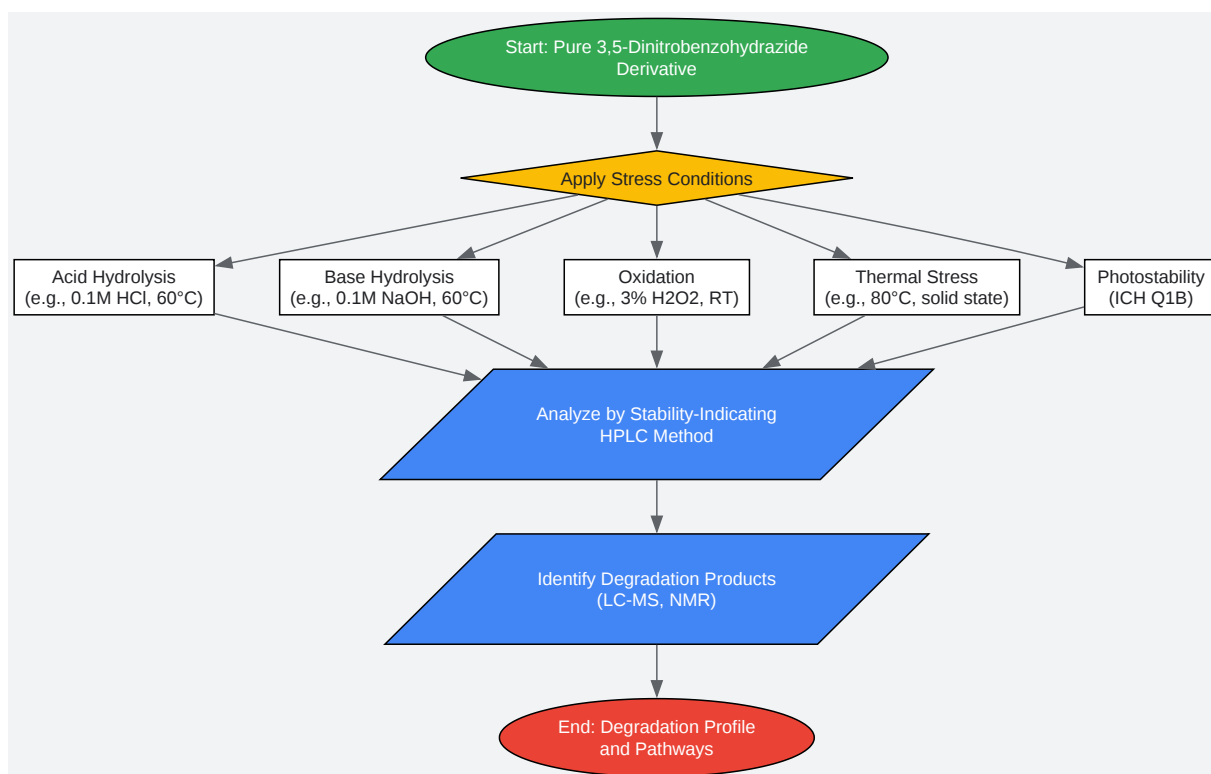 Start: Pure 3,5-Dinitrobenzohydrazide
Derivative
Apply Stress Conditions
Acid Hydrolysis
(e.g., 0.1M HCl, 60°C)
Base Hydrolysis
(e.g., 0.1M NaOH, 60°C)
Oxidation
(e.g., 3% H2O2, RT)
Thermal Stress
(e.g., 80°C, solid state)
Photostability
(ICH Q1B)
Analyze by Stability-Indicating
HPLC Method
Identify Degradation Products
(LC-MS, NMR)
End: Degradation Profile
and Pathways